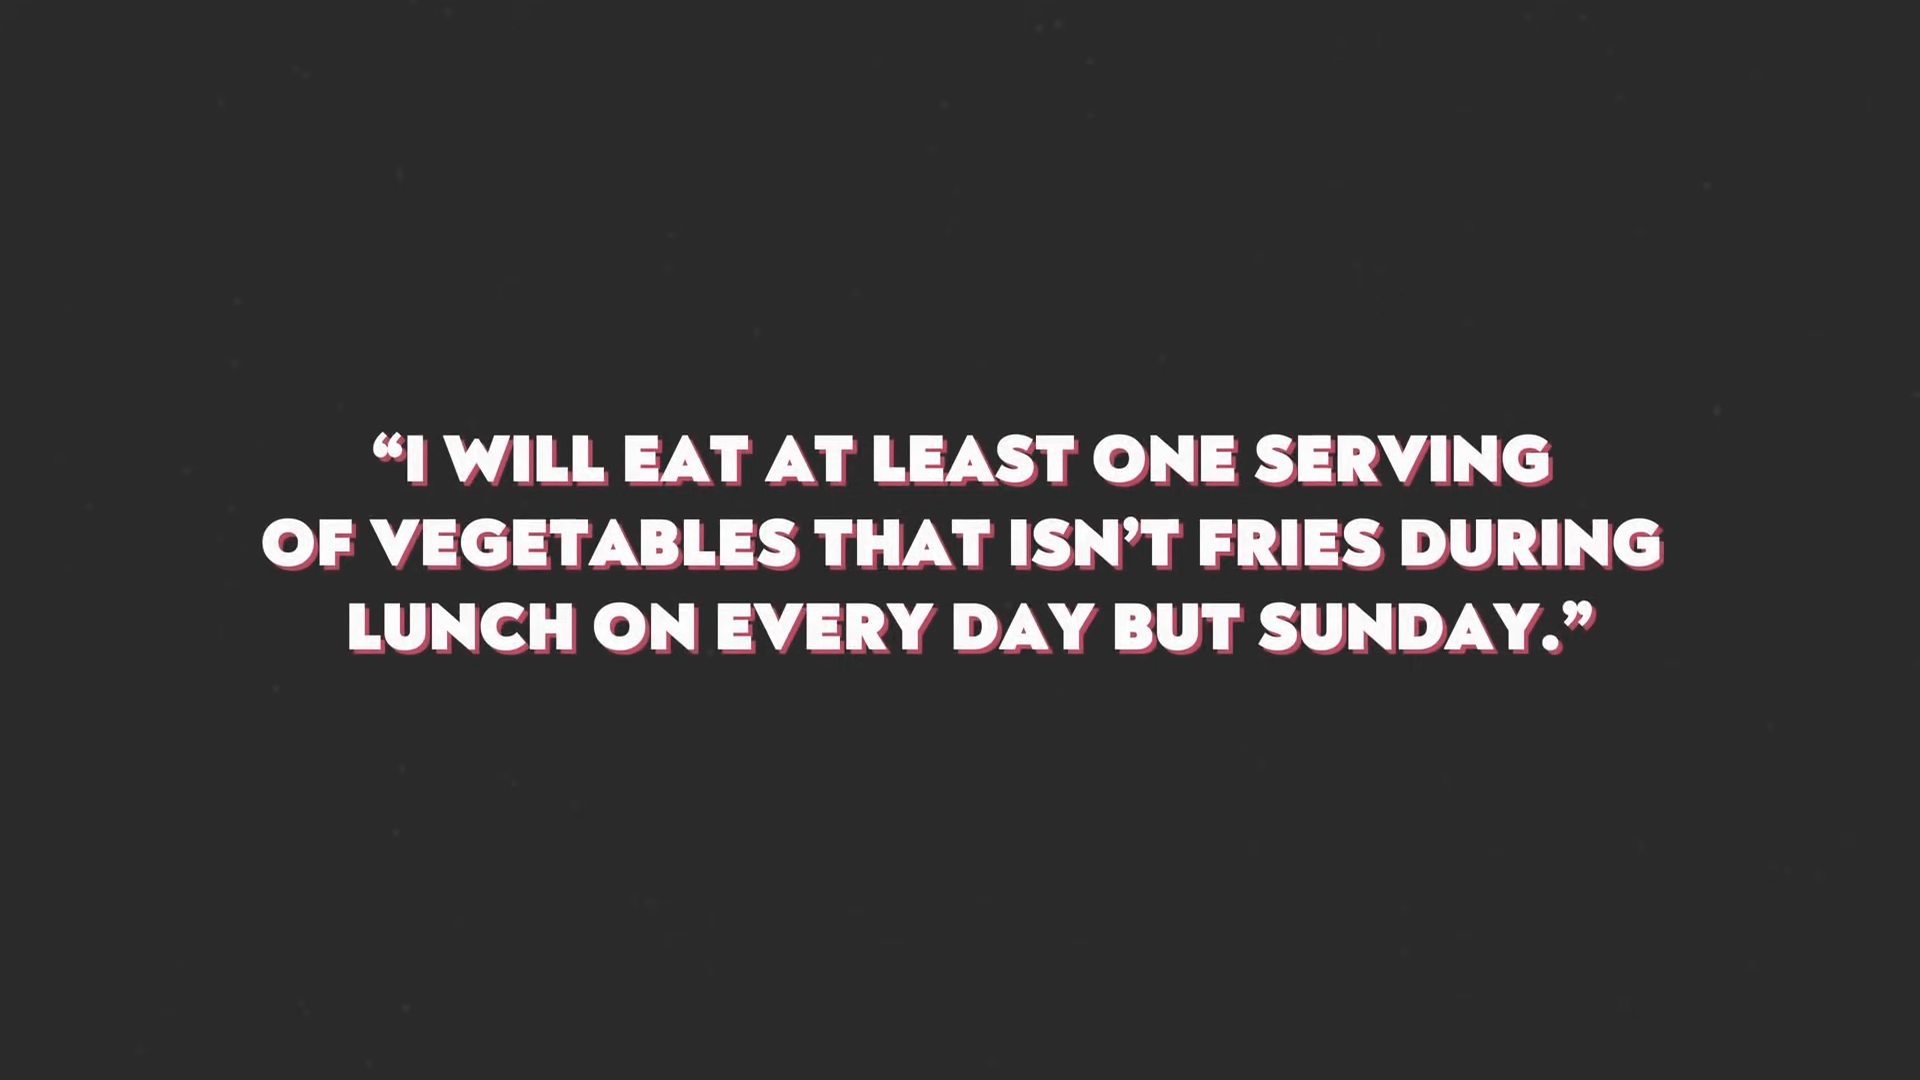 “I WILL EAT AT LEAST ONE SERVING
OF VEGETABLES THAT ISN’T FRIES DURING
LUNCH ON EVERY DAY BUT SUNDAY.”